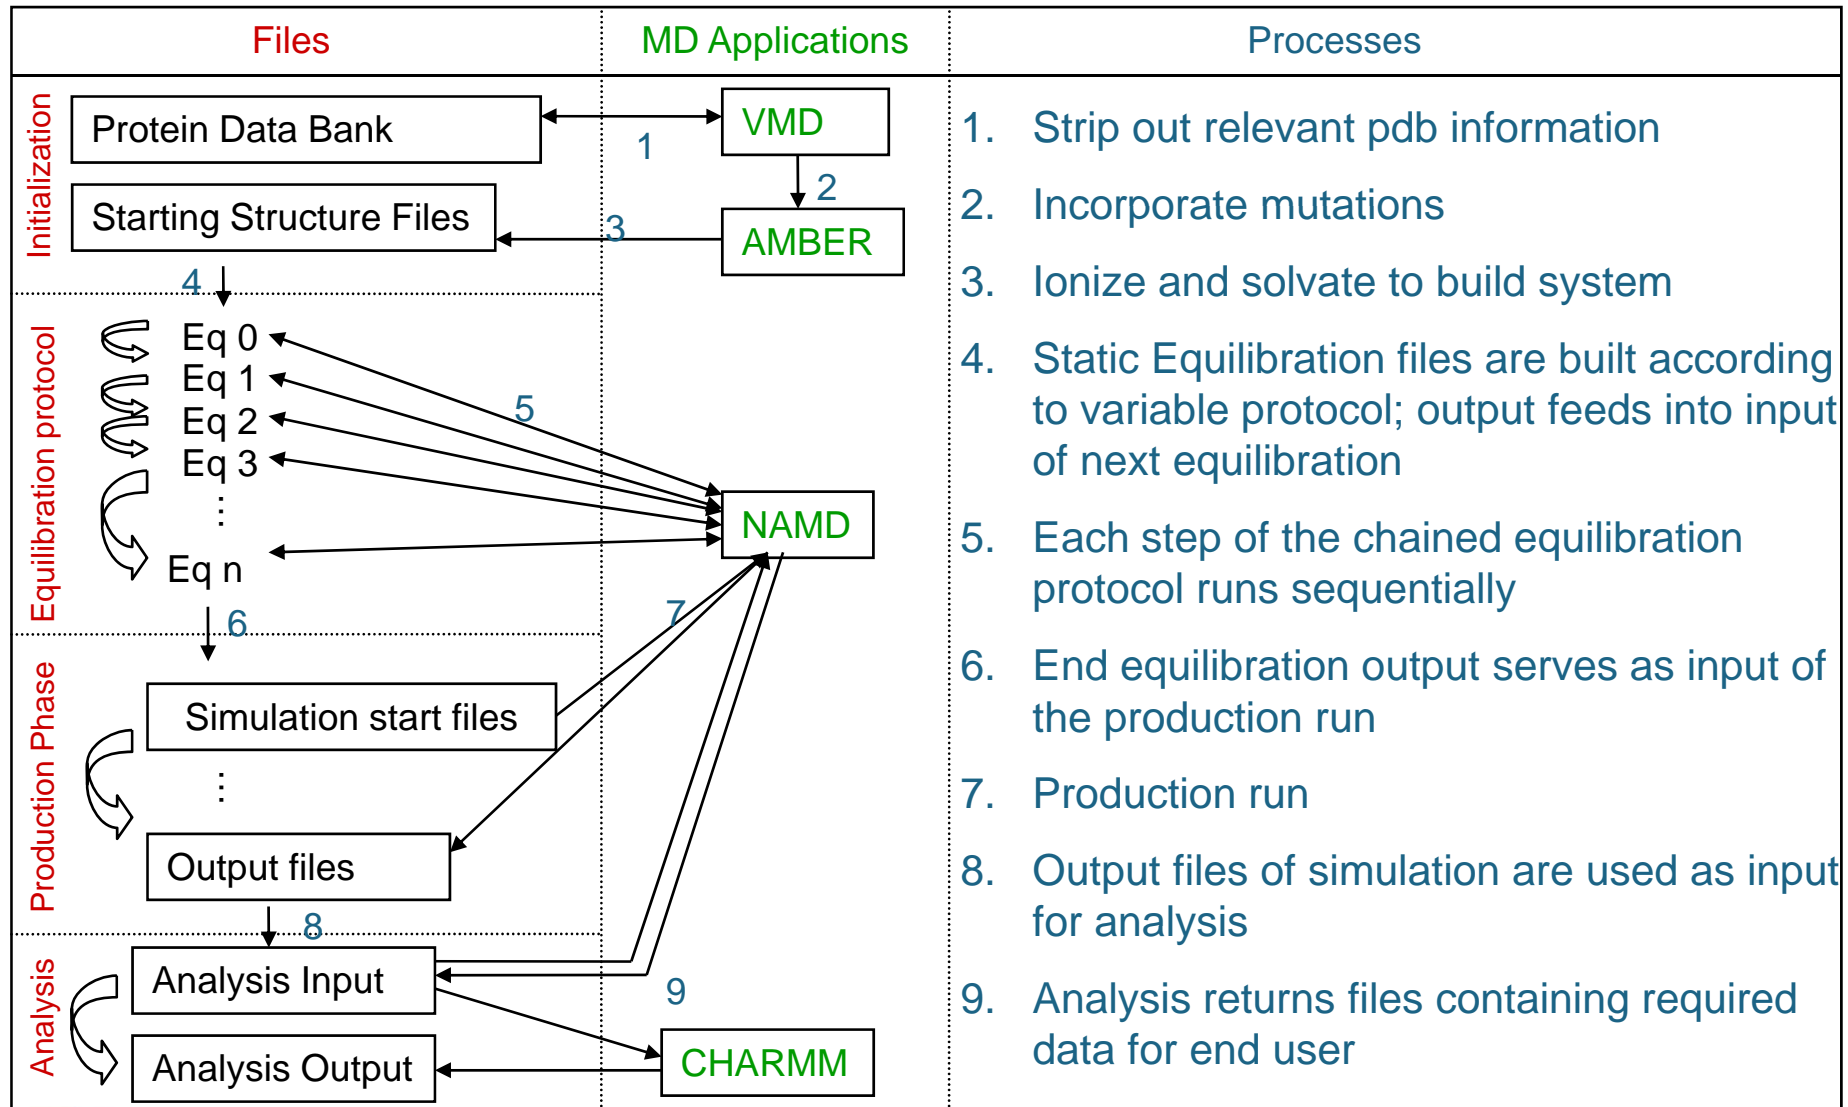 Files
MD Applications
Processes
Initialization
Protein Data Bank
1
VMD
2
Starting Structure Files
3
AMBER
4
Equilibration protocol
Eq 0
Eq 1
Eq 2
Eq 3
⋮
Eq n
5
NAMD
6
7
Production Phase
Simulation start files
⋮
Output files
8
Analysis
Analysis Input
9
Analysis Output
CHARMM
1. Strip out relevant pdb information
2. Incorporate mutations
3. Ionize and solvate to build system
4. Static Equilibration files are built according
to variable protocol; output feeds into input
of next equilibration
5. Each step of the chained equilibration
protocol runs sequentially
6. End equilibration output serves as input of
the production run
7. Production run
8. Output files of simulation are used as input
for analysis
9. Analysis returns files containing required
data for end user